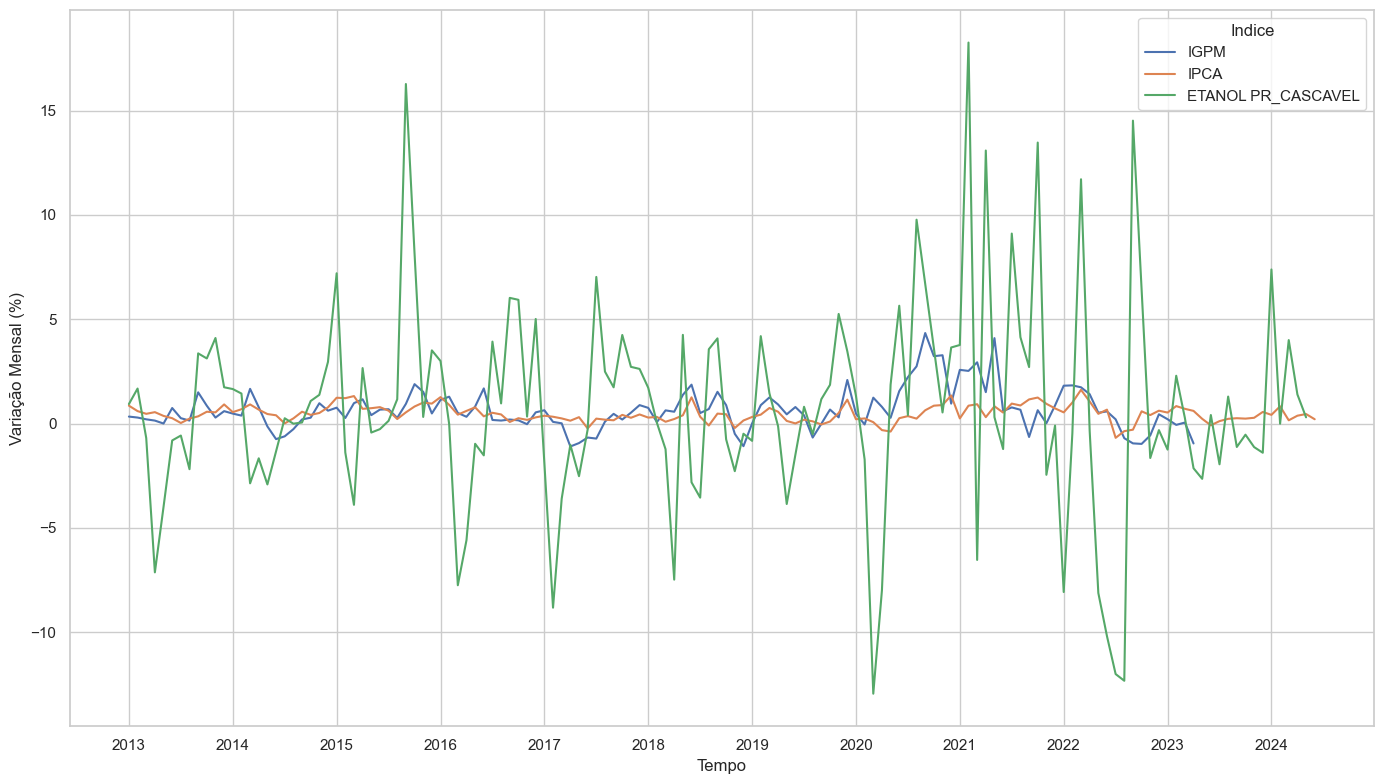 Indice
IGPM
IPCA
ETANOL PR_CASCAVEL
Variação Mensal (%)
15
10
5
0
−5
−10
2013 2014 2015 2016 2017 2018 2019 2020 2021 2022 2023 2024
Tempo